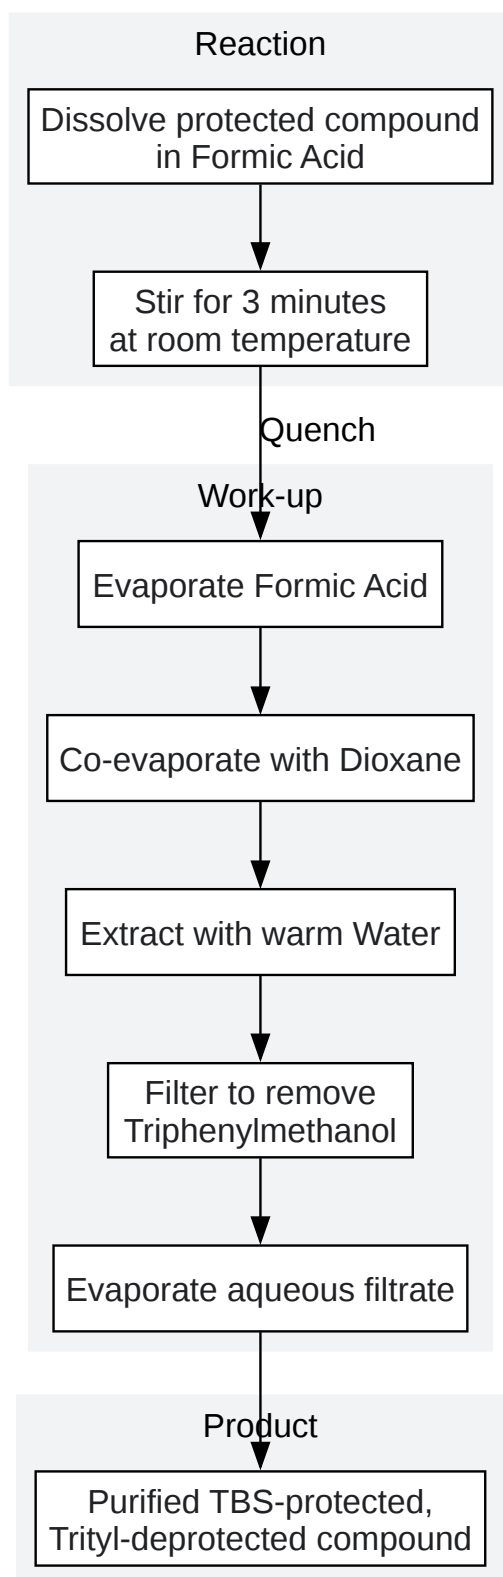 Reaction
Dissolve protected compound
in Formic Acid
Stir for 3 minutes
at room temperature
Quench
Work-up
Evaporate Formic Acid
Co-evaporate with Dioxane
Extract with warm Water
Filter to remove
Triphenylmethanol
Evaporate aqueous filtrate
Product
Purified TBS-protected,
Trityl-deprotected compound